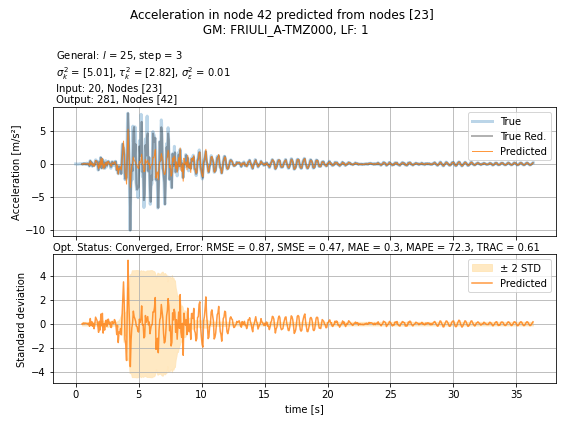 Acceleration in node 42 predicted from nodes [23]
GM: FRIULI_A-TMZ000, LF: 1
General: l = 25, step = 3
σ²ₖ = [5.01], τ²ₖ = [2.82], σ²ε = 0.01
Input: 20, Nodes [23]
Output: 281, Nodes [42]
Acceleration [m/s²]
5
0
−5
−10
True
True Red.
Predicted
Opt. Status: Converged, Error: RMSE = 0.87, SMSE = 0.47, MAE = 0.3, MAPE = 72.3, TRAC = 0.61
Standard deviation
4
2
0
−2
−4
± 2 STD
Predicted
0 5 10 15 20 25 30 35
time [s]